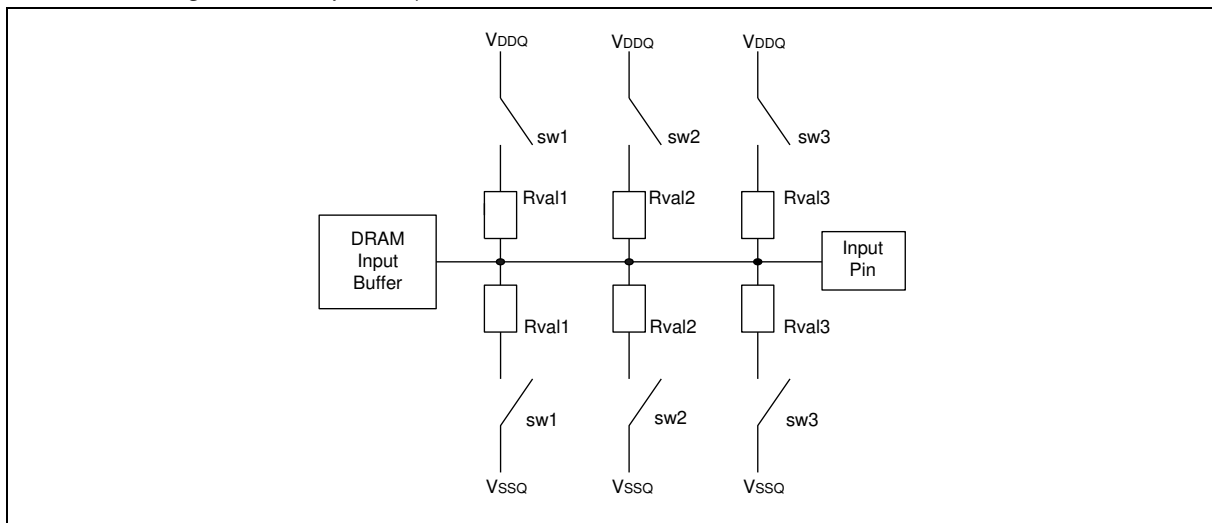 VDDQ VDDQ VDDQ
sw1 sw2 sw3
Rval1 Rval2 Rval3
DRAM
Input
Buffer
Input
Pin
Rval1 Rval2 Rval3
sw1 sw2 sw3
VSSQ VSSQ VSSQ